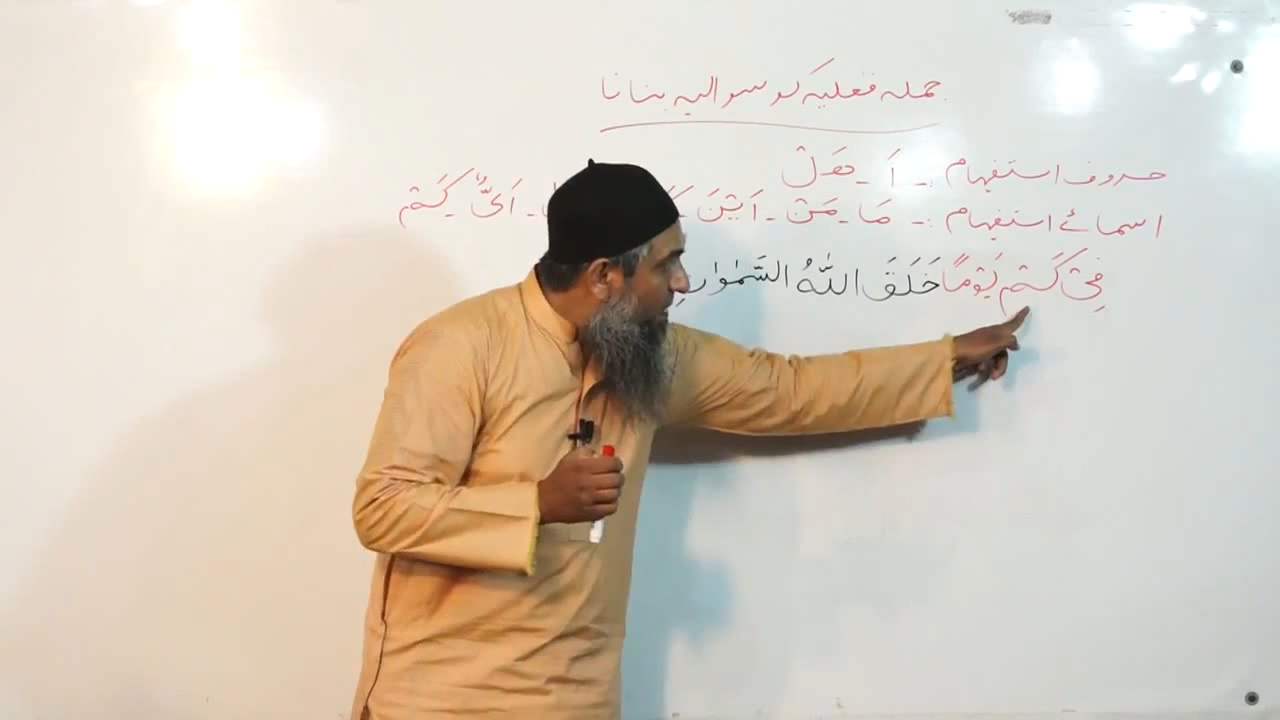 جملہ فعلیہ کو سوالیہ بنانا
حروف استفہام :- أَ - هَلْ
اسمائے استفہام :- مَا - مَنْ - اَيْنَ - - اَیُّ - كَمْ
فِيْ كَمْ يَوْمًا خَلَقَ اللّٰهُ السَّمٰوٰتِ